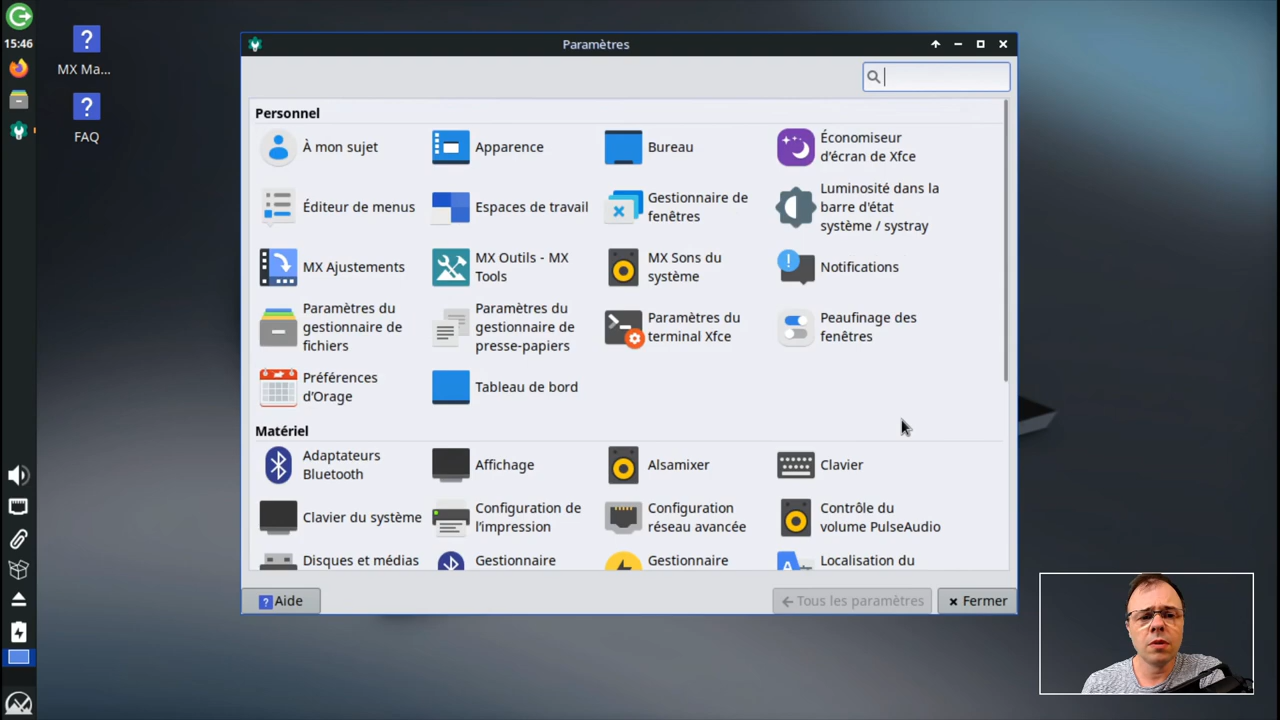 15:46
MX Ma...
FAQ
Paramètres
Personnel
À mon sujet
Apparence
Bureau
Économiseur
d'écran de Xfce
Éditeur de menus
Espaces de travail
Gestionnaire de
fenêtres
Luminosité dans la
barre d'état
système / systray
MX Ajustements
MX Outils - MX
Tools
MX Sons du
système
Notifications
Paramètres du
gestionnaire de
fichiers
Paramètres du
gestionnaire de
presse-papiers
Paramètres du
terminal Xfce
Peaufinage des
fenêtres
Préférences
d'Orage
Tableau de bord
Matériel
Adaptateurs
Bluetooth
Affichage
Alsamixer
Clavier
Clavier du système
Configuration de
l'impression
Configuration
réseau avancée
Contrôle du
volume PulseAudio
Disques et médias
Gestionnaire
Gestionnaire
Localisation du
Aide
Tous les paramètres
Fermer